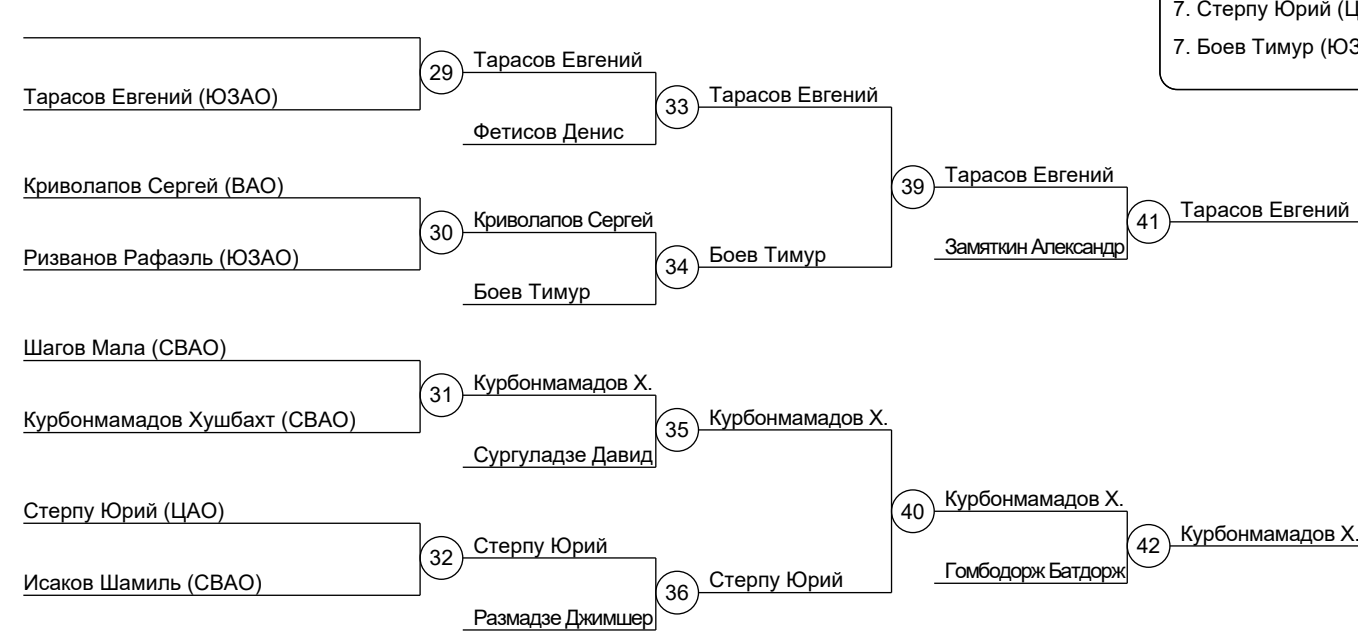 7. Стерпу Юрий (Ц
7. Боев Тимур (ЮЗ
29
Тарасов Евгений
Тарасов Евгений (ЮЗАО)
33
Тарасов Евгений
Фетисов Денис
Криволапов Сергей (ВАО)
39
Тарасов Евгений
30
Криволапов Сергей
41
Тарасов Евгений
Ризванов Рафаэль (ЮЗАО)
34
Боев Тимур
Замяткин Александр
Боев Тимур
Шагов Мала (СВАО)
31
Курбонмамадов Х.
Курбонмамадов Хушбахт (СВАО)
35
Курбонмамадов Х.
Сургуладзе Давид
Стерпу Юрий (ЦАО)
40
Курбонмамадов Х.
32
Стерпу Юрий
42
Курбонмамадов Х.
Исаков Шамиль (СВАО)
36
Стерпу Юрий
Гомбодорж Батдорж
Размадзе Джимшер